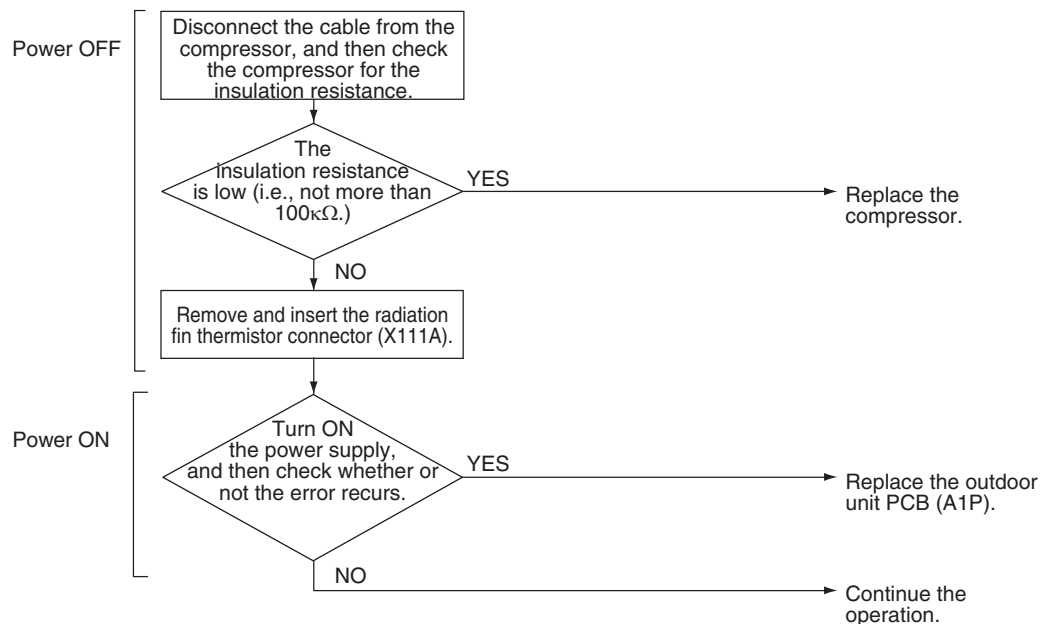 Power OFF
Disconnect the cable from the
compressor, and then check
the compressor for the
insulation resistance.
The
insulation resistance
is low (i.e., not more than
100κΩ.)
YES
Replace the
compressor.
NO
Remove and insert the radiation
fin thermistor connector (X111A).
Power ON
Turn ON
the power supply,
and then check whether or
not the error recurs.
YES
Replace the outdoor
unit PCB (A1P).
NO
Continue the
operation.